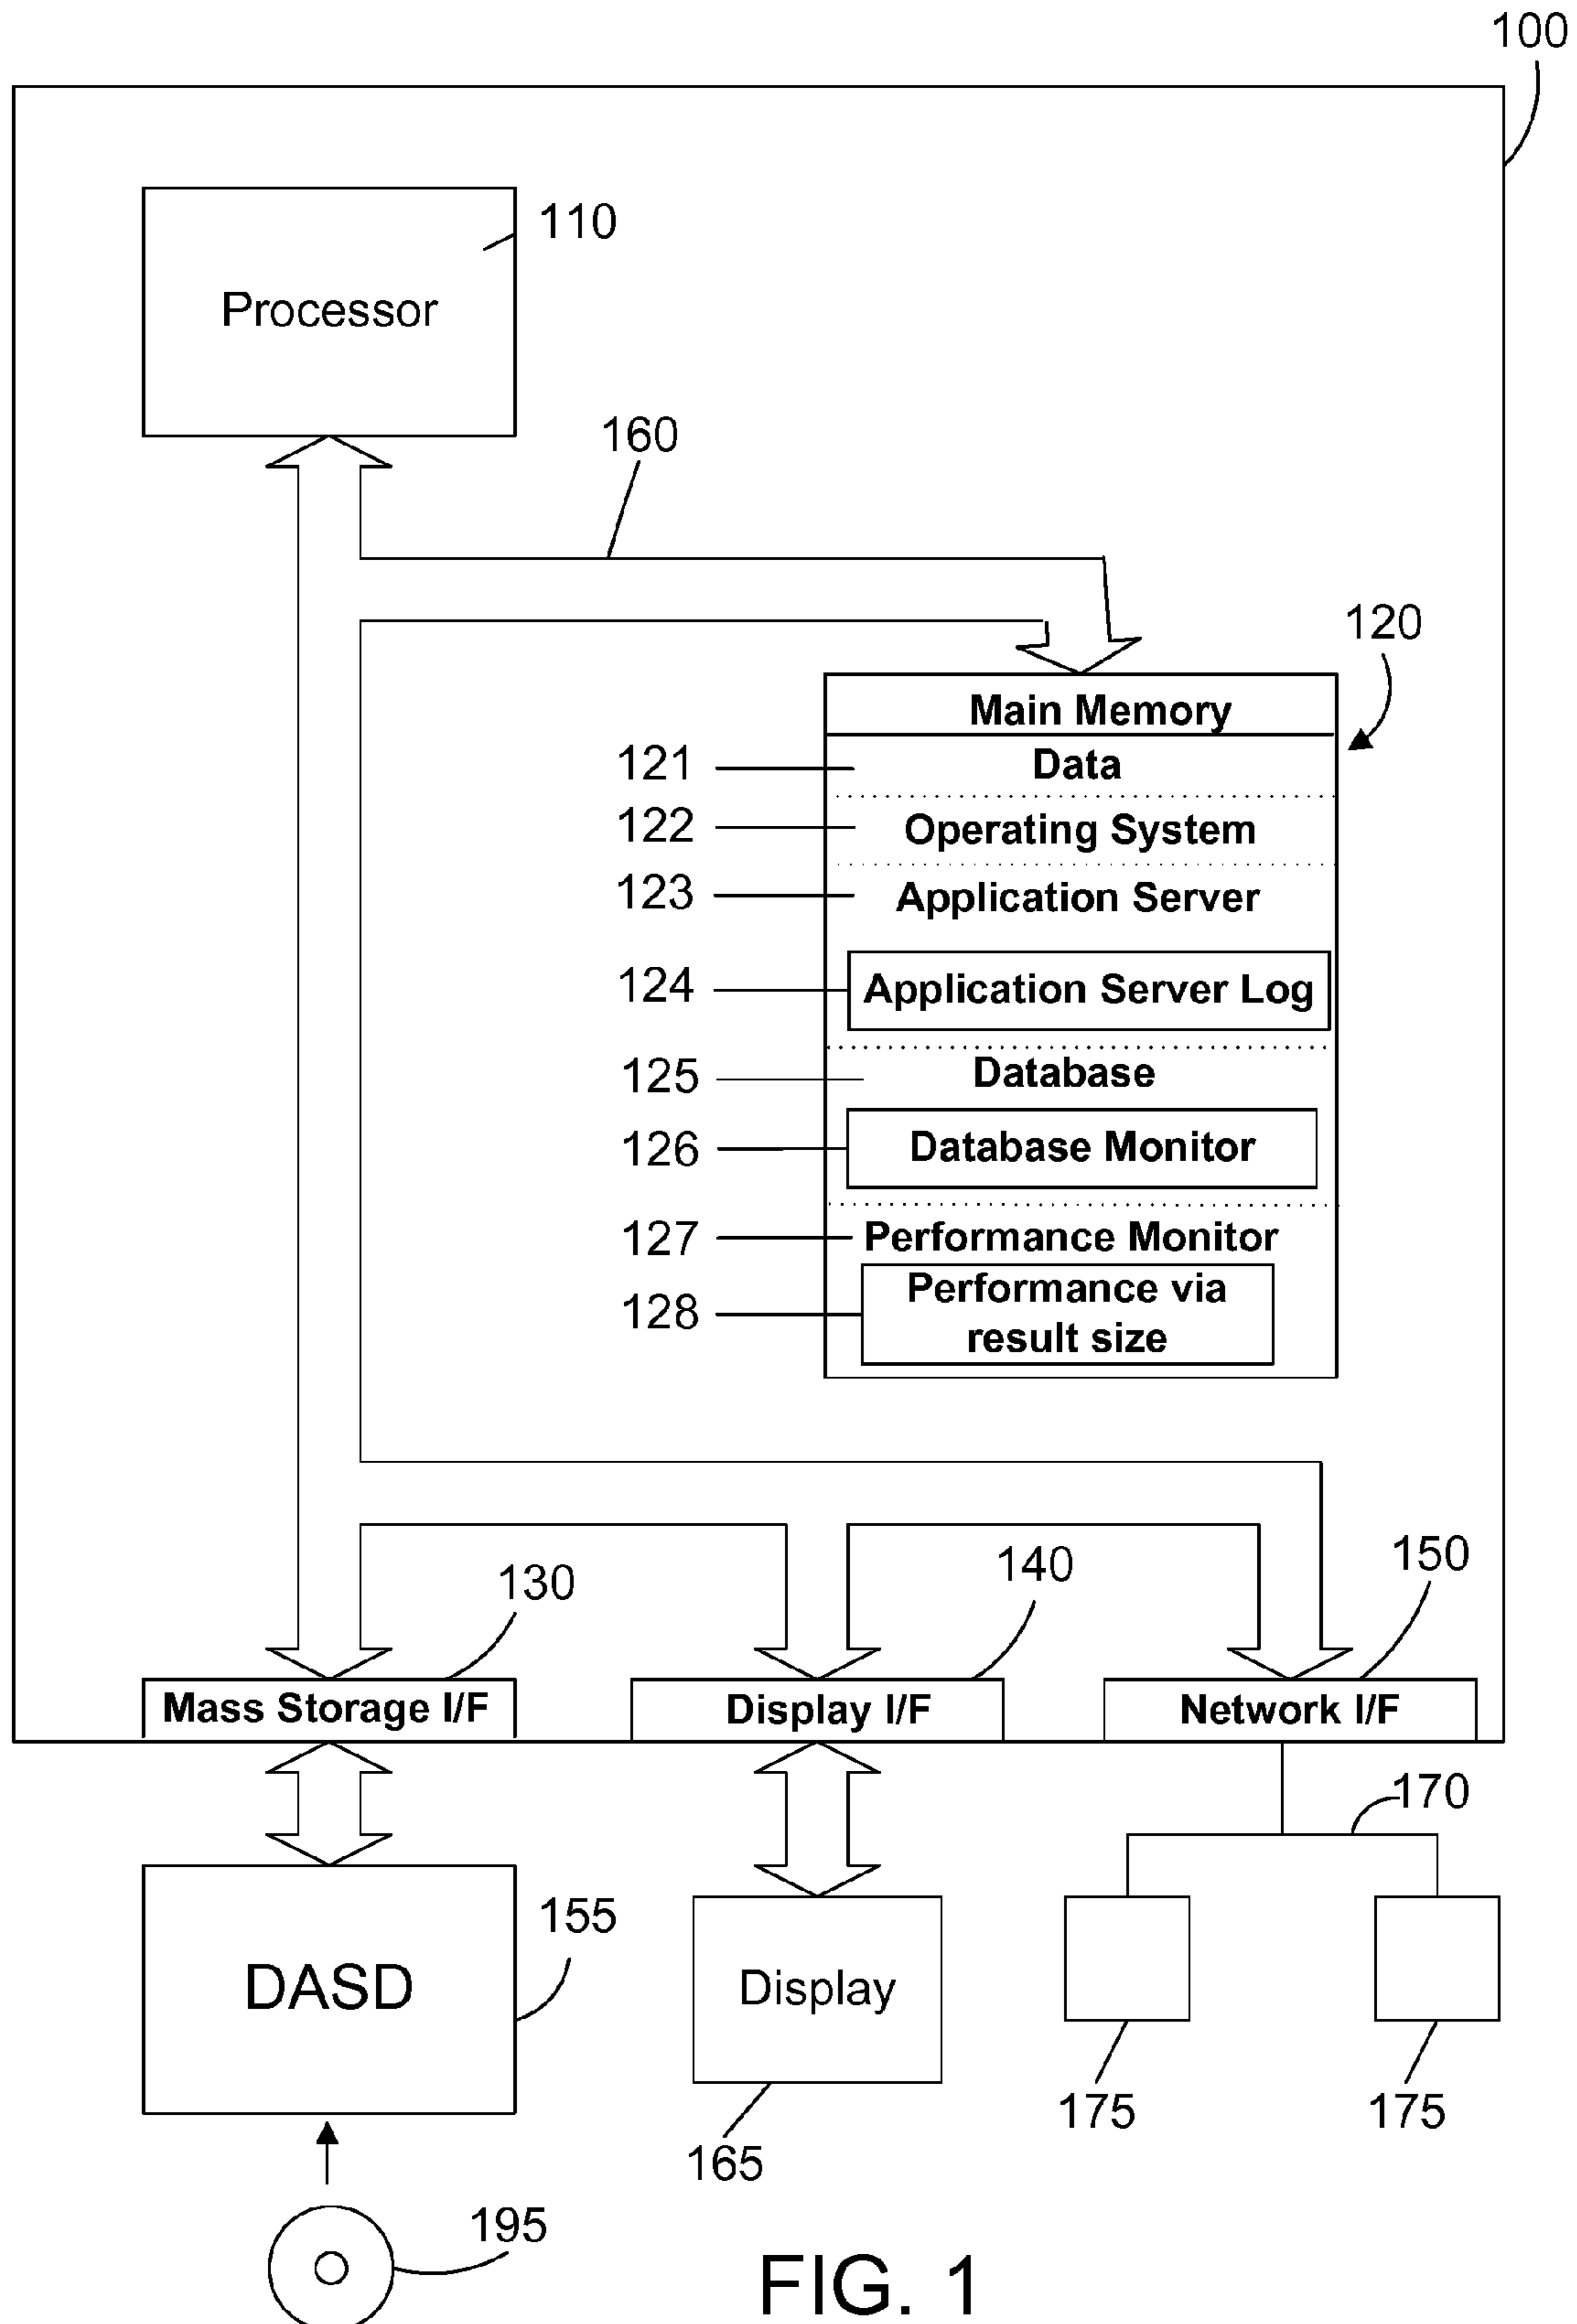 100
110
Processor
160
120
Main Memory
121 Data
122 Operating System
123 Application Server
124 Application Server Log
125 Database
126 Database Monitor
127 Performance Monitor
128 Performance via
result size
130
140
150
Mass Storage I/F
Display I/F
Network I/F
170
155
DASD
Display
175
175
165
195
FIG. 1